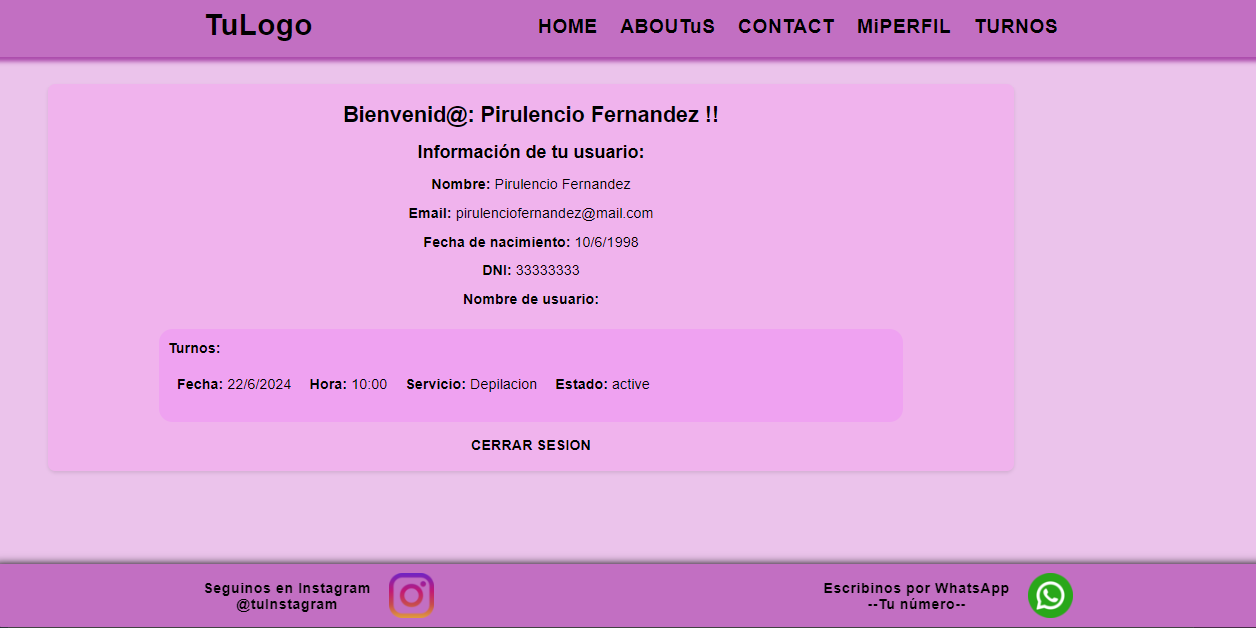 TuLogo HOME ABOUTuS CONTACT MiPERFIL TURNOS
Bienvenid@: Pirulencio Fernandez !!
Información de tu usuario:
Nombre: Pirulencio Fernandez
Email: pirulenciofernandez@mail.com
Fecha de nacimiento: 10/6/1998
DNI: 33333333
Nombre de usuario:
Turnos:
Fecha: 22/6/2024 Hora: 10:00 Servicio: Depilacion Estado: active
CERRAR SESION
Seguinos en Instagram
@tuInstagram
Escribinos por WhatsApp
--Tu número--